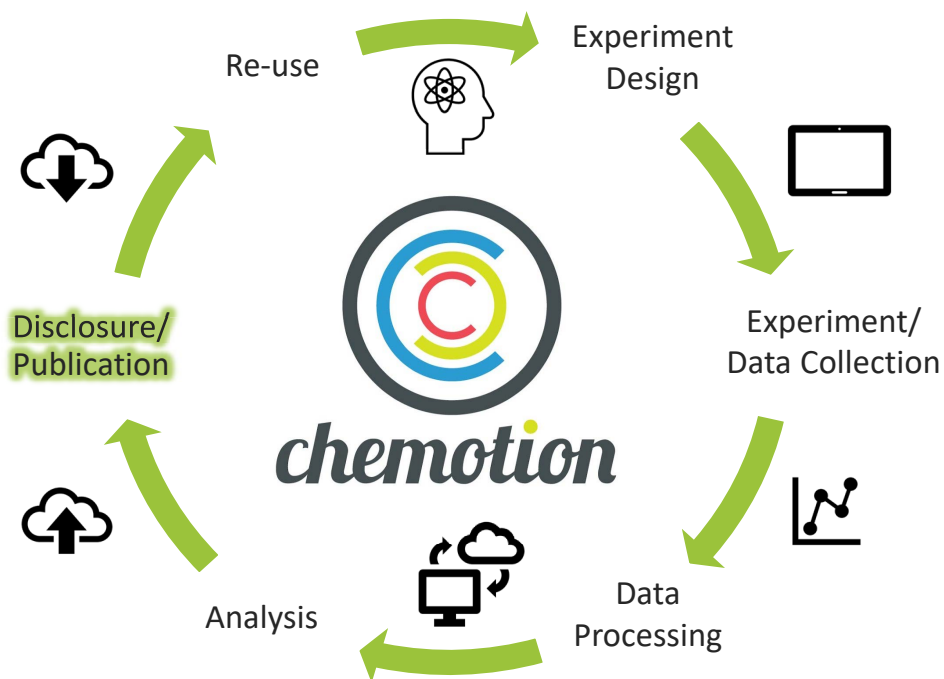 Re-use
Experiment
Design
Experiment/
Data Collection
Data
Processing
Analysis
Disclosure/
Publication
chemotion